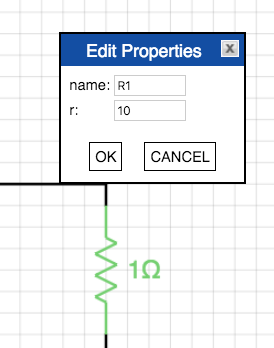 Edit Properties x
name: R1
r: 10
OK CANCEL
1Ω